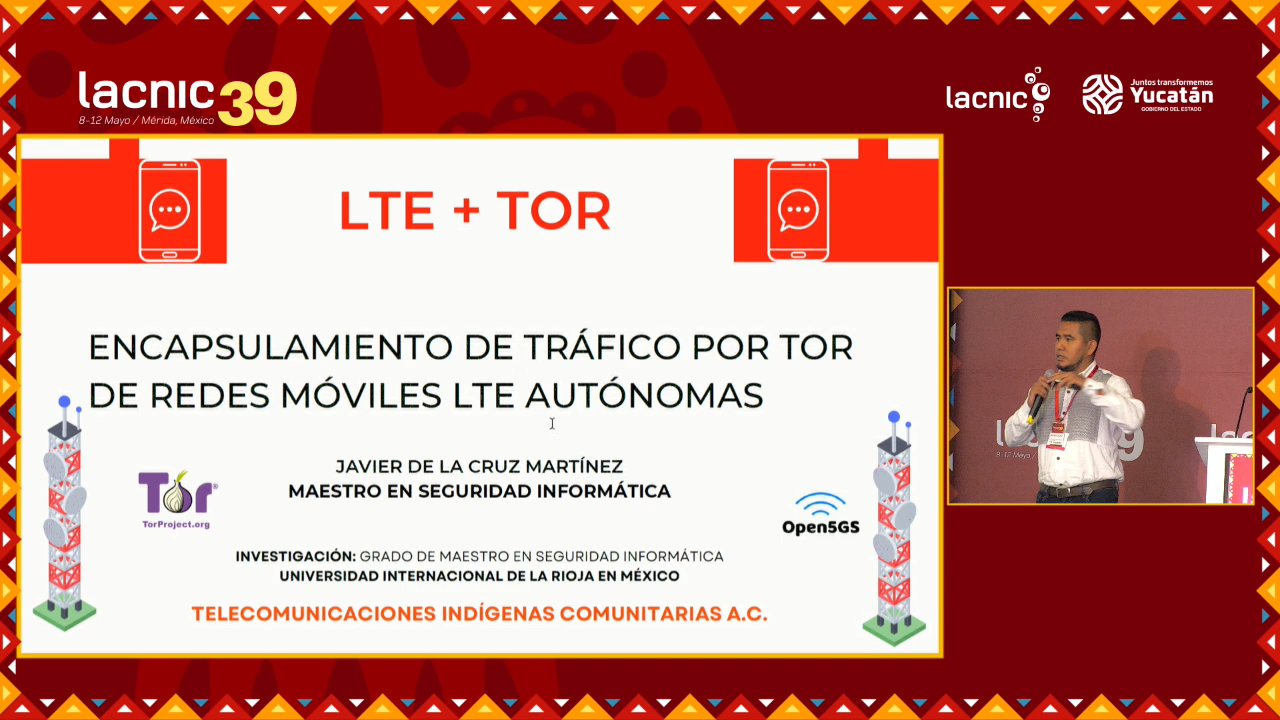 lacnic 39
8-12 Mayo / Mérida, México
lacnic
Juntos transformemos
Yucatán
GOBIERNO DEL ESTADO
LTE + TOR
ENCAPSULAMIENTO DE TRÁFICO POR TOR
DE REDES MÓVILES LTE AUTÓNOMAS
JAVIER DE LA CRUZ MARTÍNEZ
MAESTRO EN SEGURIDAD INFORMÁTICA
Tor®
TorProject.org
Open5GS
INVESTIGACIÓN: GRADO DE MAESTRO EN SEGURIDAD INFORMÁTICA
UNIVERSIDAD INTERNACIONAL DE LA RIOJA EN MÉXICO
TELECOMUNICACIONES INDÍGENAS COMUNITARIAS A.C.